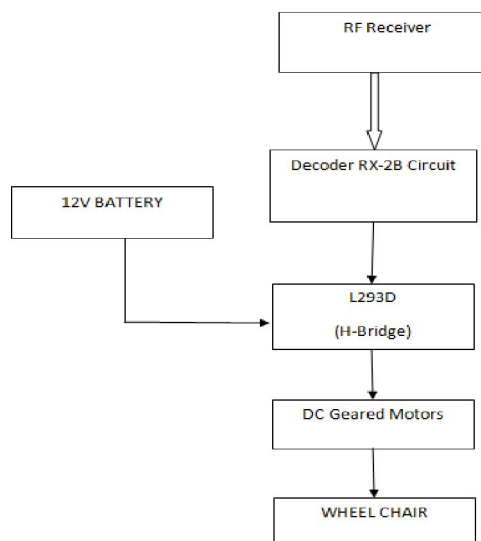 RF Receiver
Decoder RX-2B Circuit
12V BATTERY
L293D
(H-Bridge)
DC Geared Motors
WHEEL CHAIR